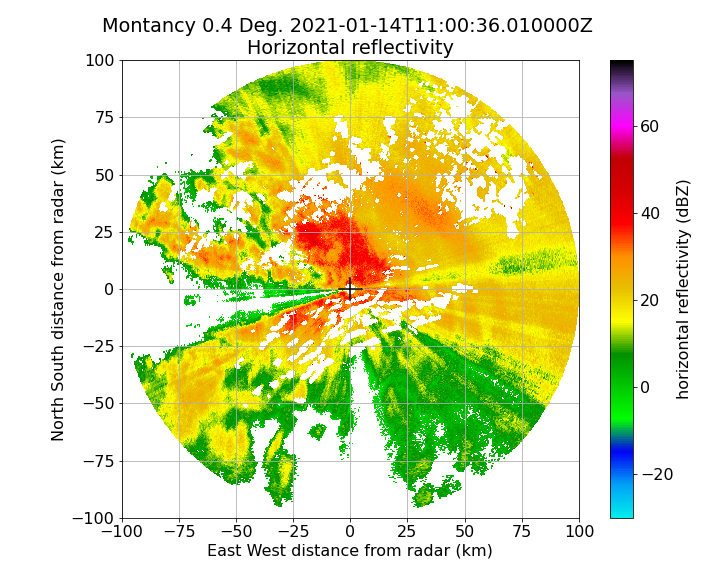 Montancy 0.4 Deg. 2021-01-14T11:00:36.010000Z
Horizontal reflectivity
100
75
50
25
0
−25
−50
−75
−100
North South distance from radar (km)
−100 −75 −50 −25 0 25 50 75 100
East West distance from radar (km)
60
40
20
0
−20
horizontal reflectivity (dBZ)